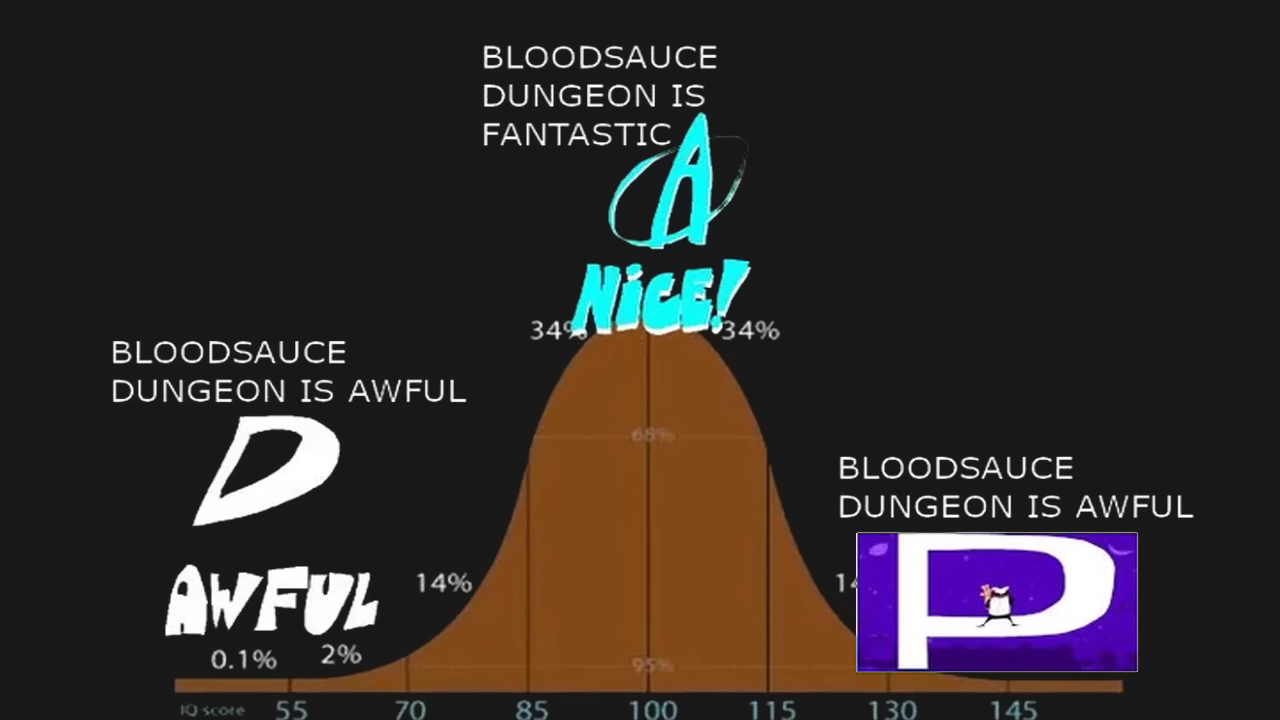 BLOODSAUCE
DUNGEON IS
FANTASTIC
A
NiCE!
34%
34%
BLOODSAUCE
DUNGEON IS AWFUL
D
68%
BLOODSAUCE
DUNGEON IS AWFUL
P
AWFUL
14%
14
0.1%
2%
95%
IQ score
55
70
85
100
115
130
145